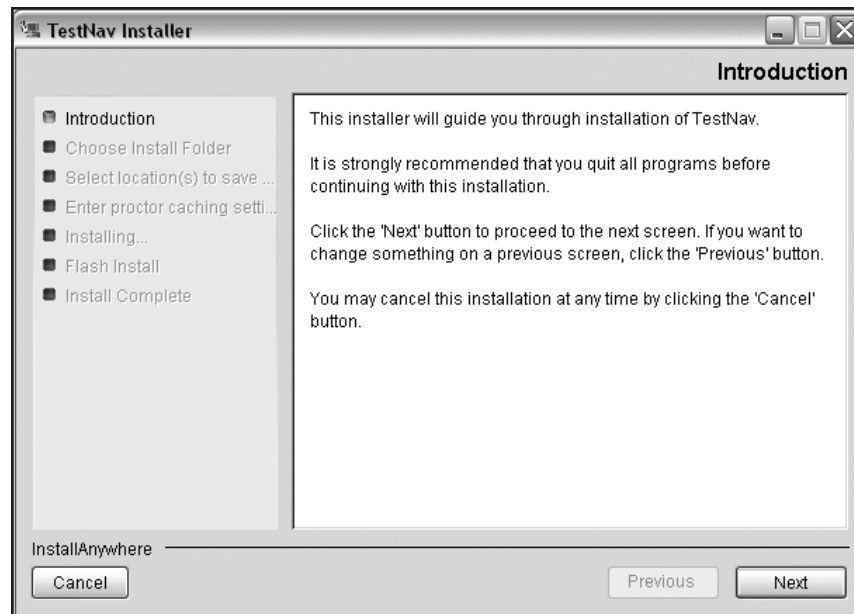 TestNav Installer
Introduction
Introduction
Choose Install Folder
Select location(s) to save ...
Enter proctor caching setti...
Installing...
Flash Install
Install Complete
This installer will guide you through installation of TestNav.
It is strongly recommended that you quit all programs before
continuing with this installation.
Click the 'Next' button to proceed to the next screen. If you want to
change something on a previous screen, click the 'Previous' button.
You may cancel this installation at any time by clicking the 'Cancel'
button.
InstallAnywhere
Cancel
Previous
Next